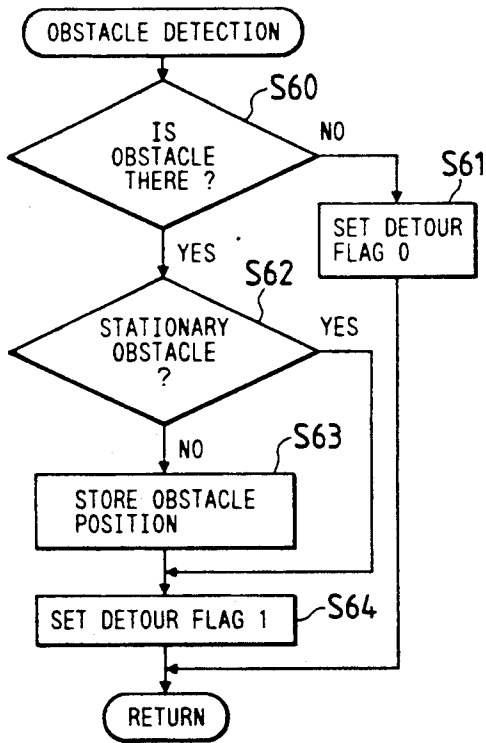 OBSTACLE DETECTION
S60
IS
OBSTACLE
THERE ?
NO
S61
SET DETOUR
FLAG 0
YES
S62
STATIONARY
OBSTACLE
?
YES
NO
S63
STORE OBSTACLE
POSITION
SET DETOUR FLAG 1
S64
RETURN